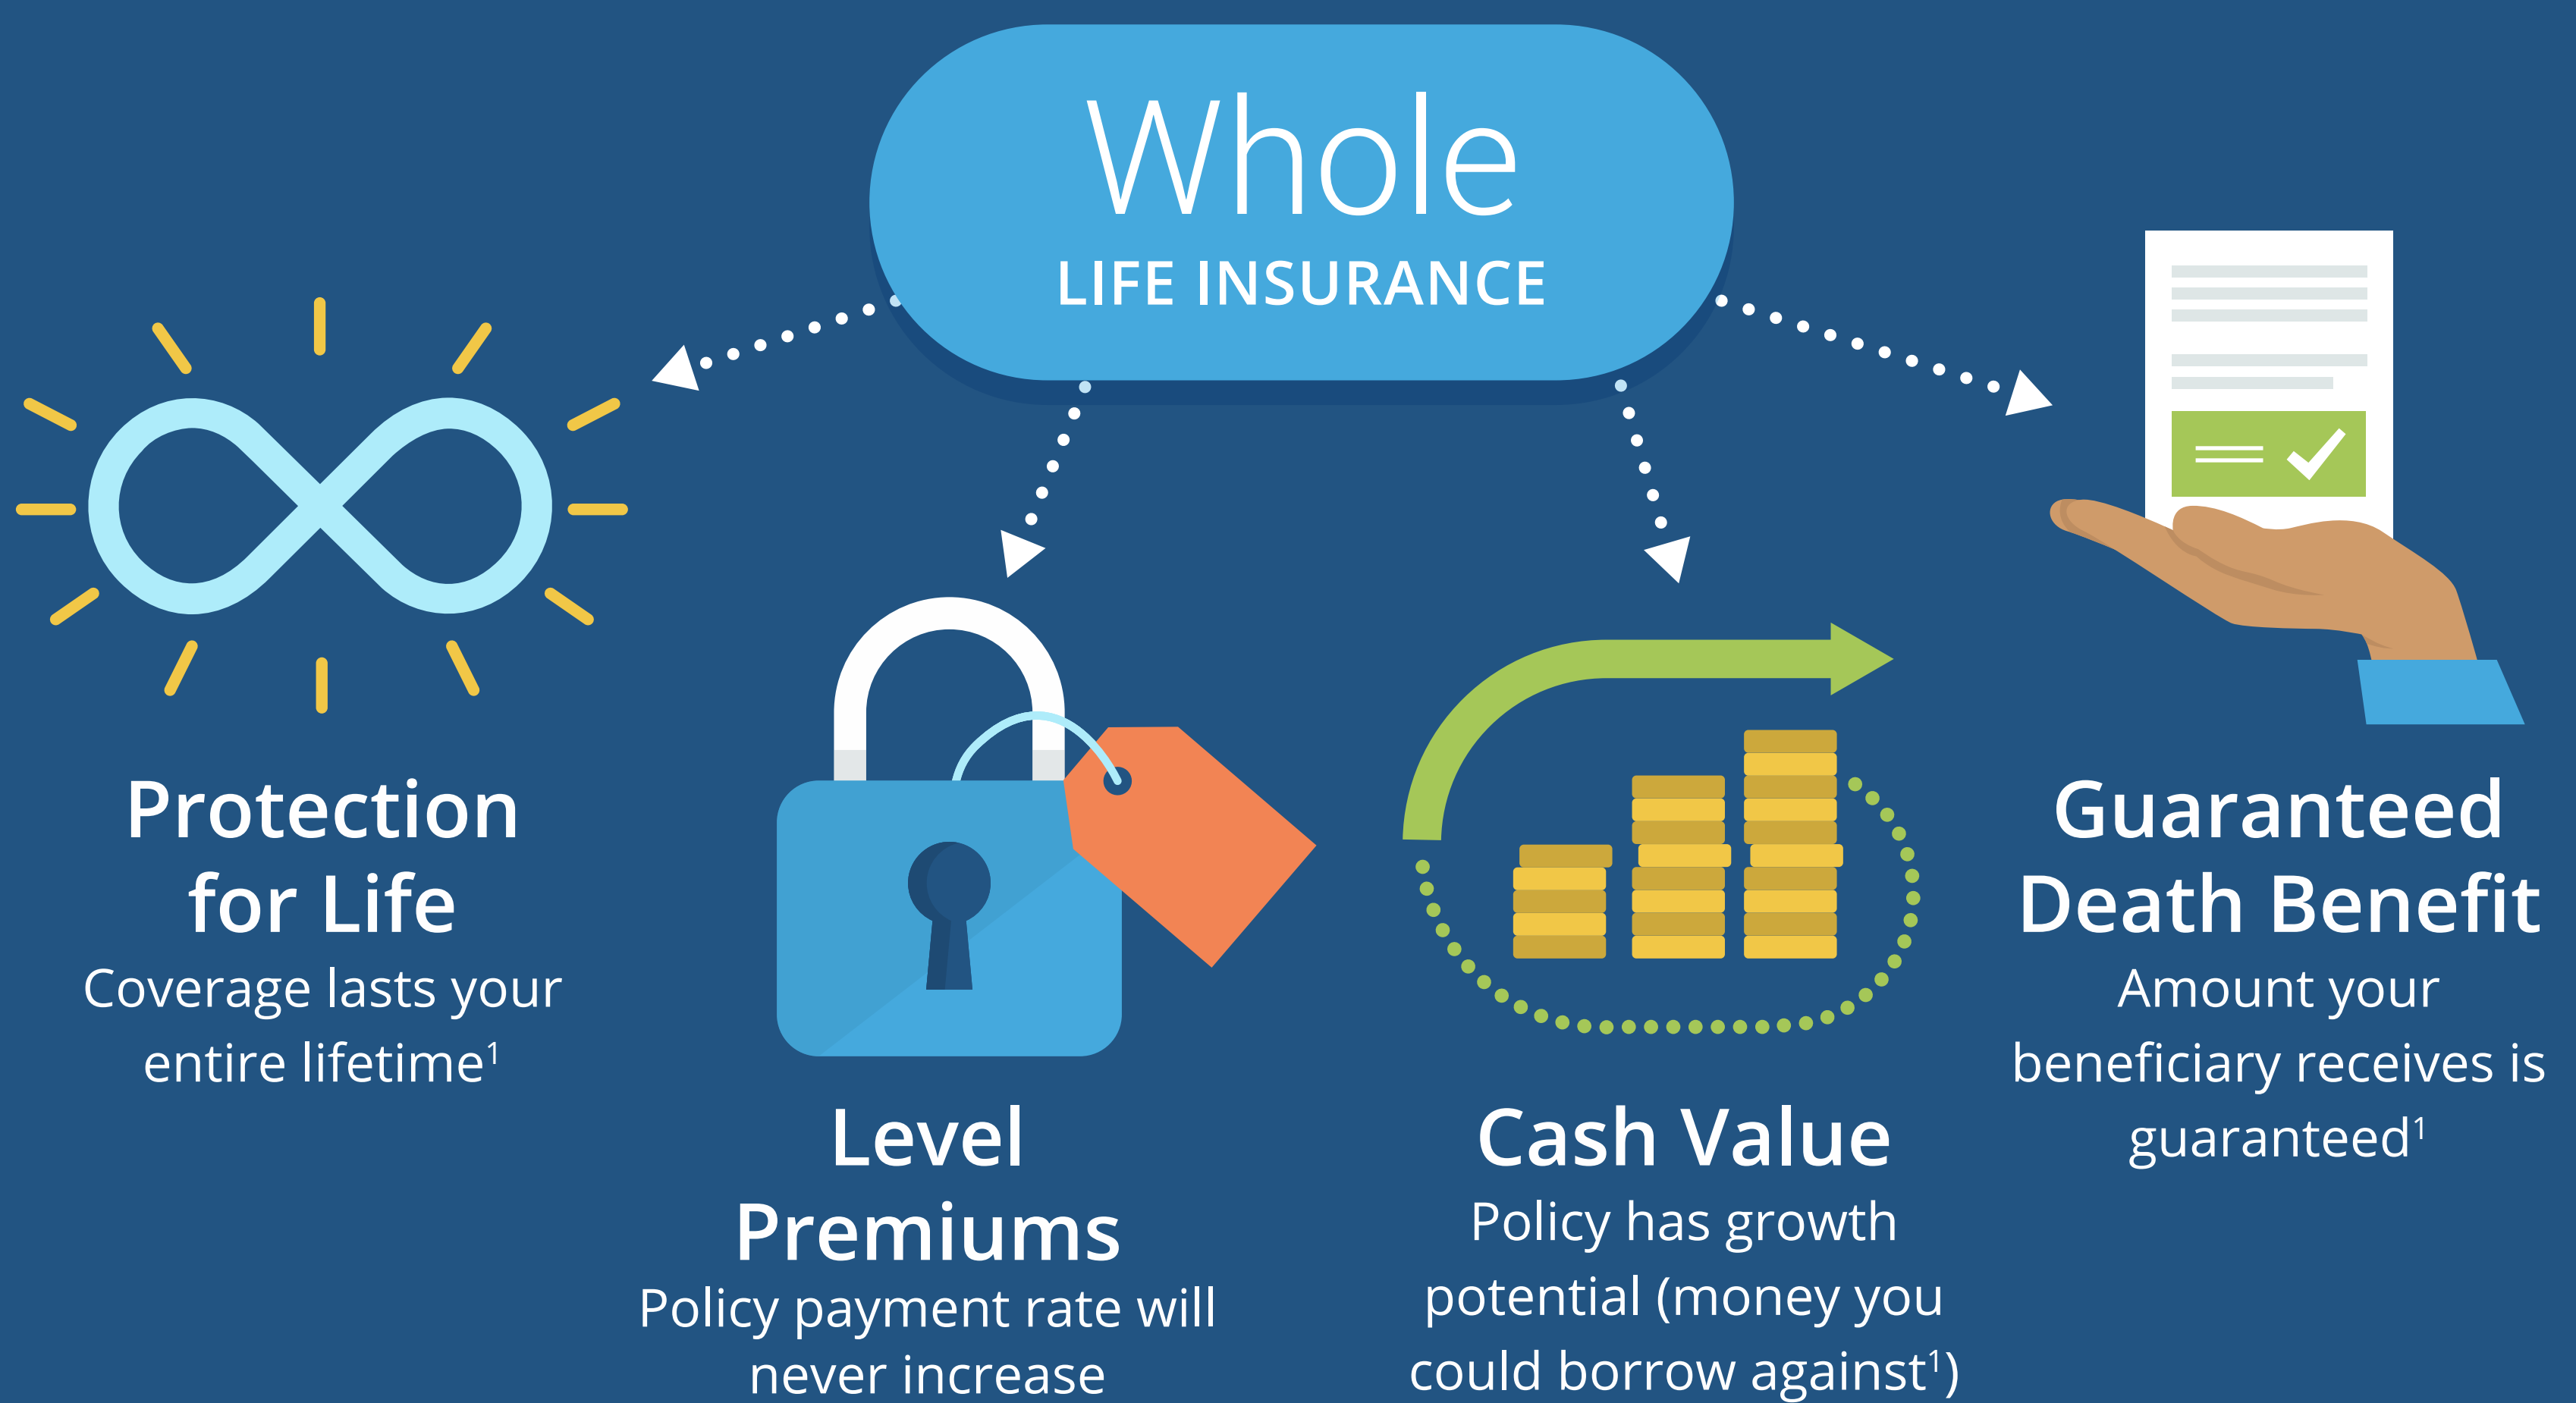 Whole
LIFE INSURANCE
Protection
for Life
Coverage lasts your
entire lifetime¹
Level
Premiums
Policy payment rate will
never increase
Cash Value
Policy has growth
potential (money you
could borrow against¹)
Guaranteed
Death Benefit
Amount your
beneficiary receives is
guaranteed¹